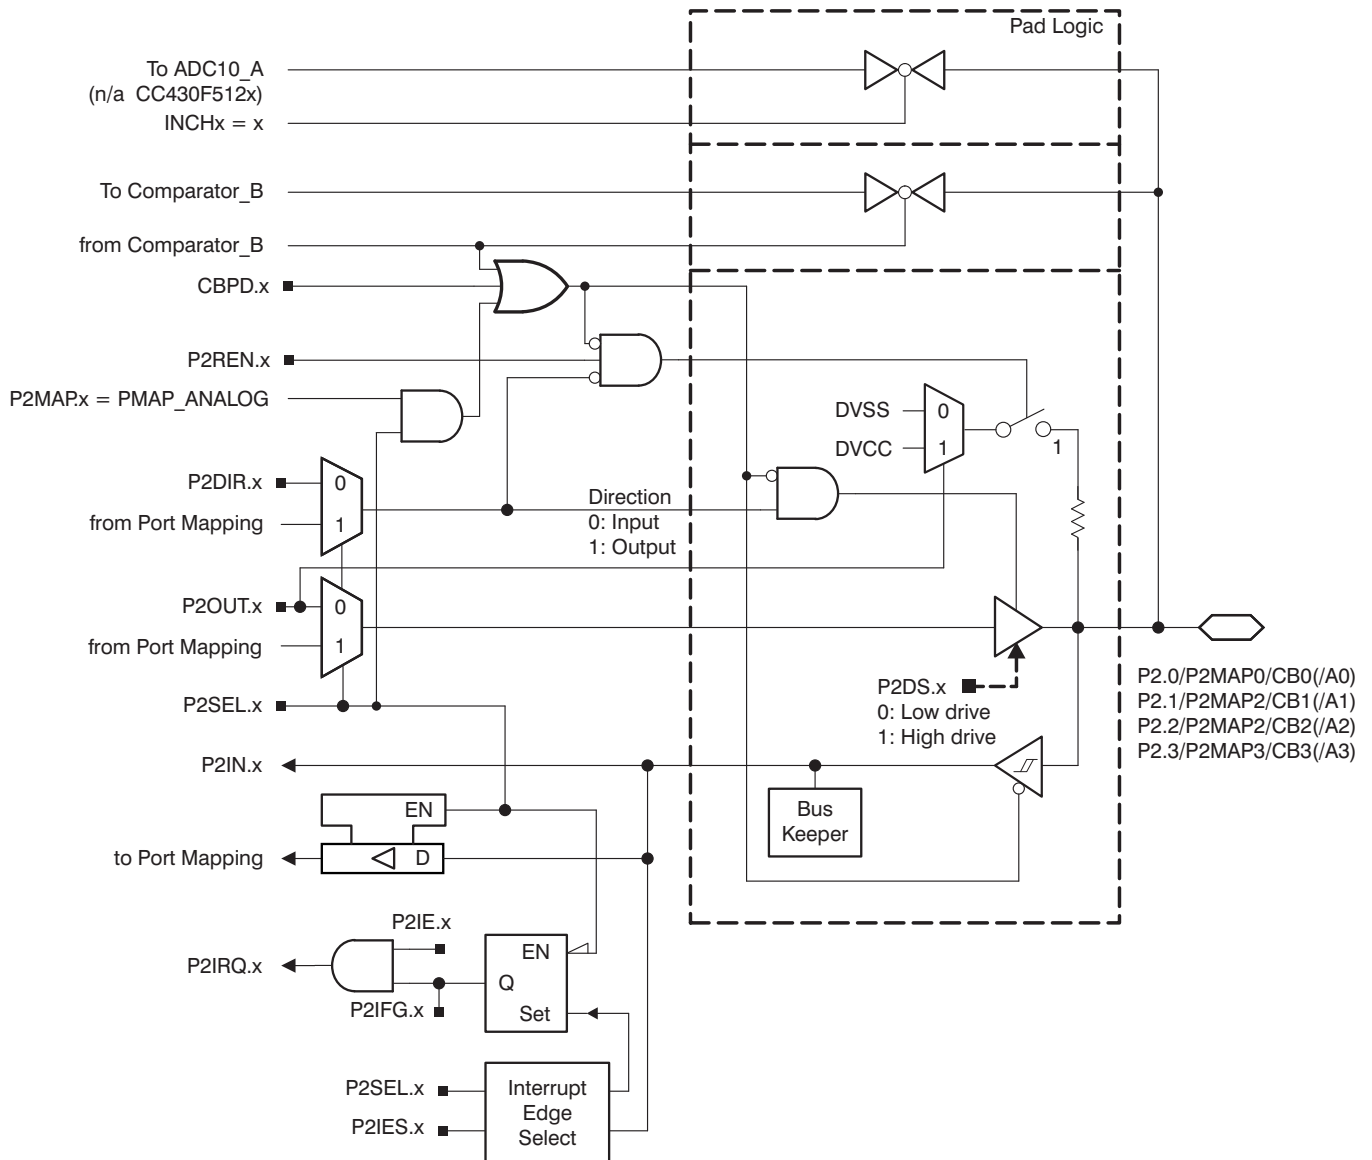 Pad Logic
To ADC10_A
(n/a CC430F512x)
INCHx = x
To Comparator_B
from Comparator_B
CBPD.x
P2REN.x
P2MAP.x = PMAP_ANALOG
DVSS
0
DVCC
1
1
P2DIR.x
0
from Port Mapping
1
Direction
0: Input
1: Output
P2OUT.x
0
from Port Mapping
1
P2SEL.x
P2DS.x
0: Low drive
1: High drive
P2.0/P2MAP0/CB0(/A0)
P2.1/P2MAP2/CB1(/A1)
P2.2/P2MAP2/CB2(/A2)
P2.3/P2MAP3/CB3(/A3)
P2IN.x
Bus
Keeper
EN
to Port Mapping
D
P2IE.x
P2IRQ.x
EN
Q
P2IFG.x
Set
P2SEL.x
P2IES.x
Interrupt
Edge
Select